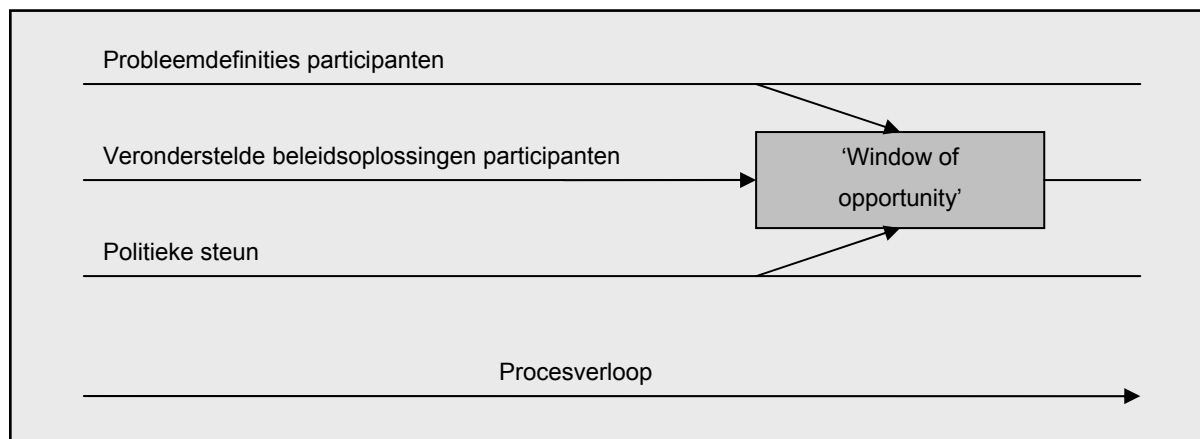 Probleemdefinities participanten
Veronderstelde beleidsoplossingen participanten
‘Window of
opportunity’
Politieke steun
Procesverloop